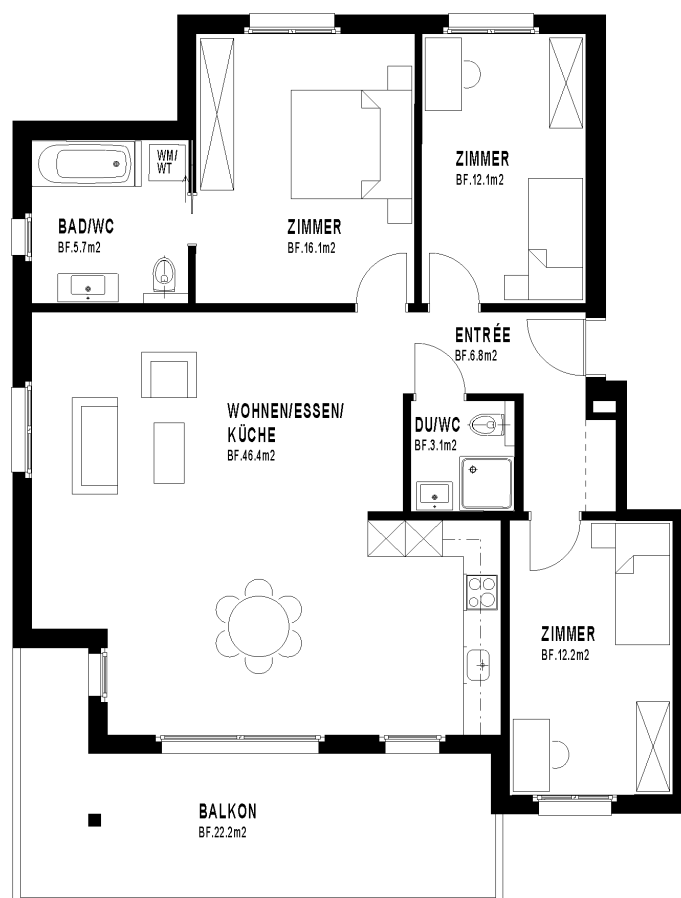 ZIMMER
BF.12.1m2
WM/
WT
BAD/WC
BF.5.7m2
ZIMMER
BF.16.1m2
ENTRÉE
BF.6.8m2
WOHNEN/ESSEN/
KÜCHE
BF.46.4m2
DU/WC
BF.3.1m2
ZIMMER
BF.12.2m2
BALKON
BF.22.2m2